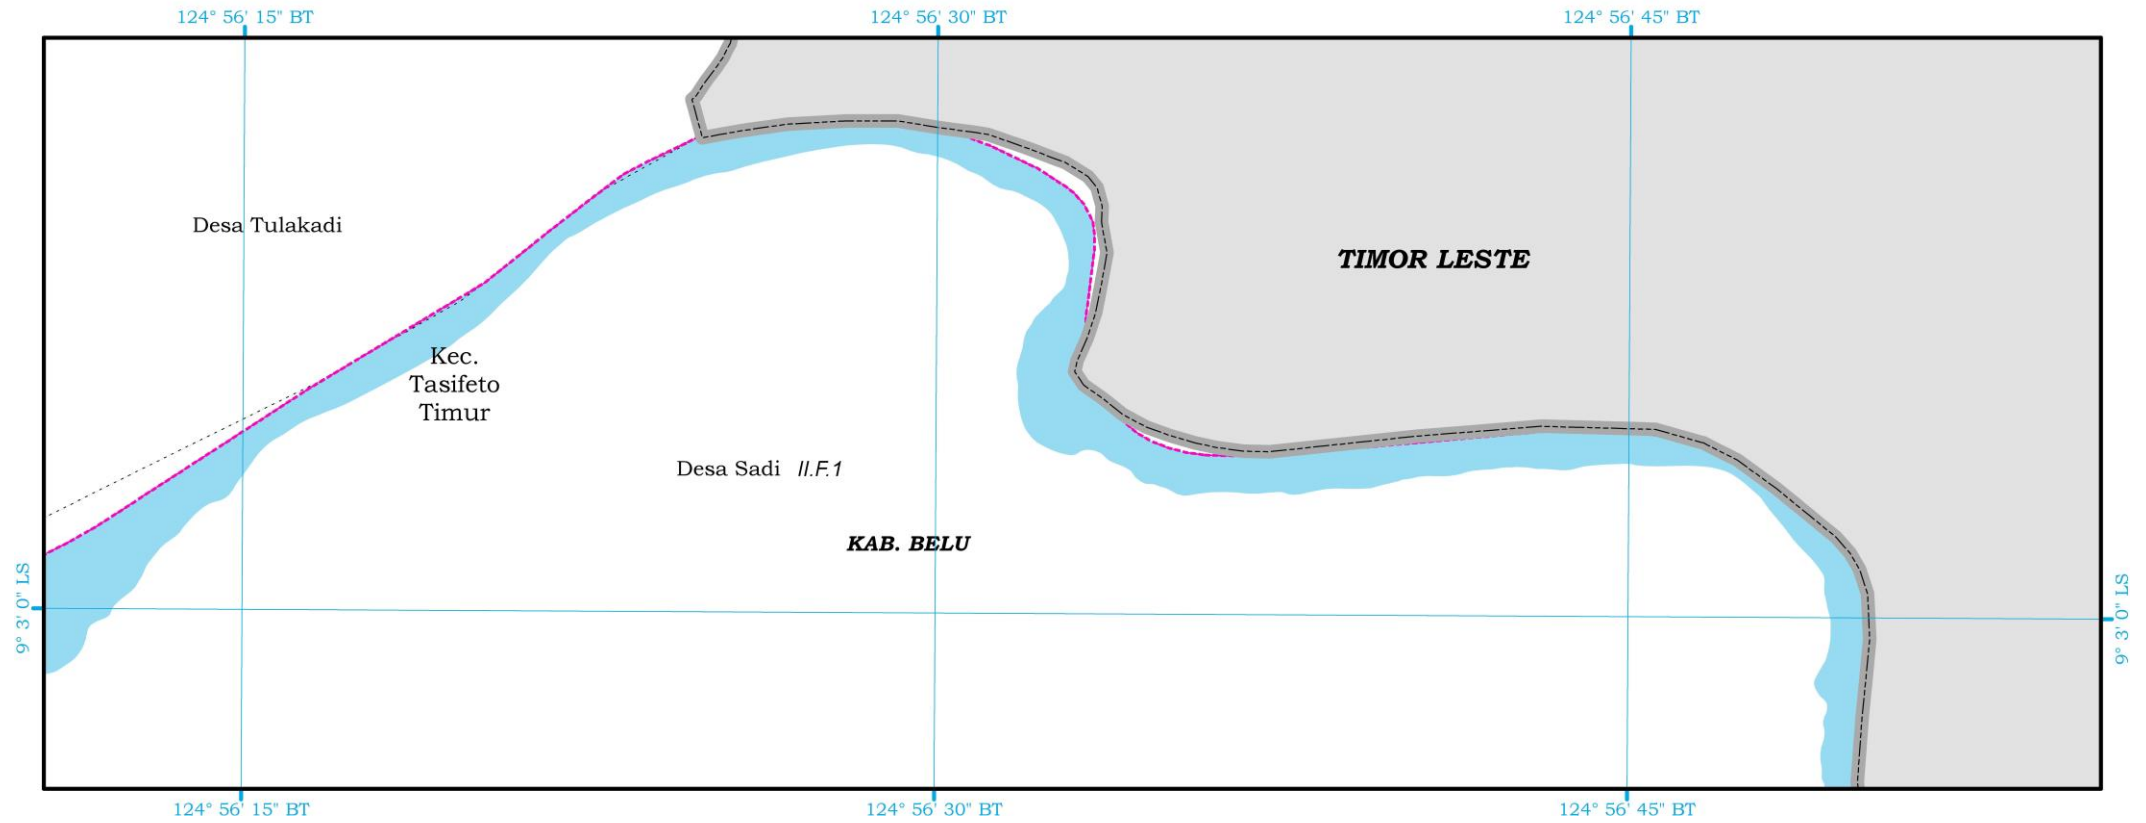 124° 56' 15" BT
124° 56' 30" BT
124° 56' 45" BT
Desa Tulakadi
TIMOR LESTE
Kec.
Tasifeto
Timur
Desa Sadi II.F.1
KAB. BELU
9° 3' 0" LS
9° 3' 0" LS
124° 56' 15" BT
124° 56' 30" BT
124° 56' 45" BT